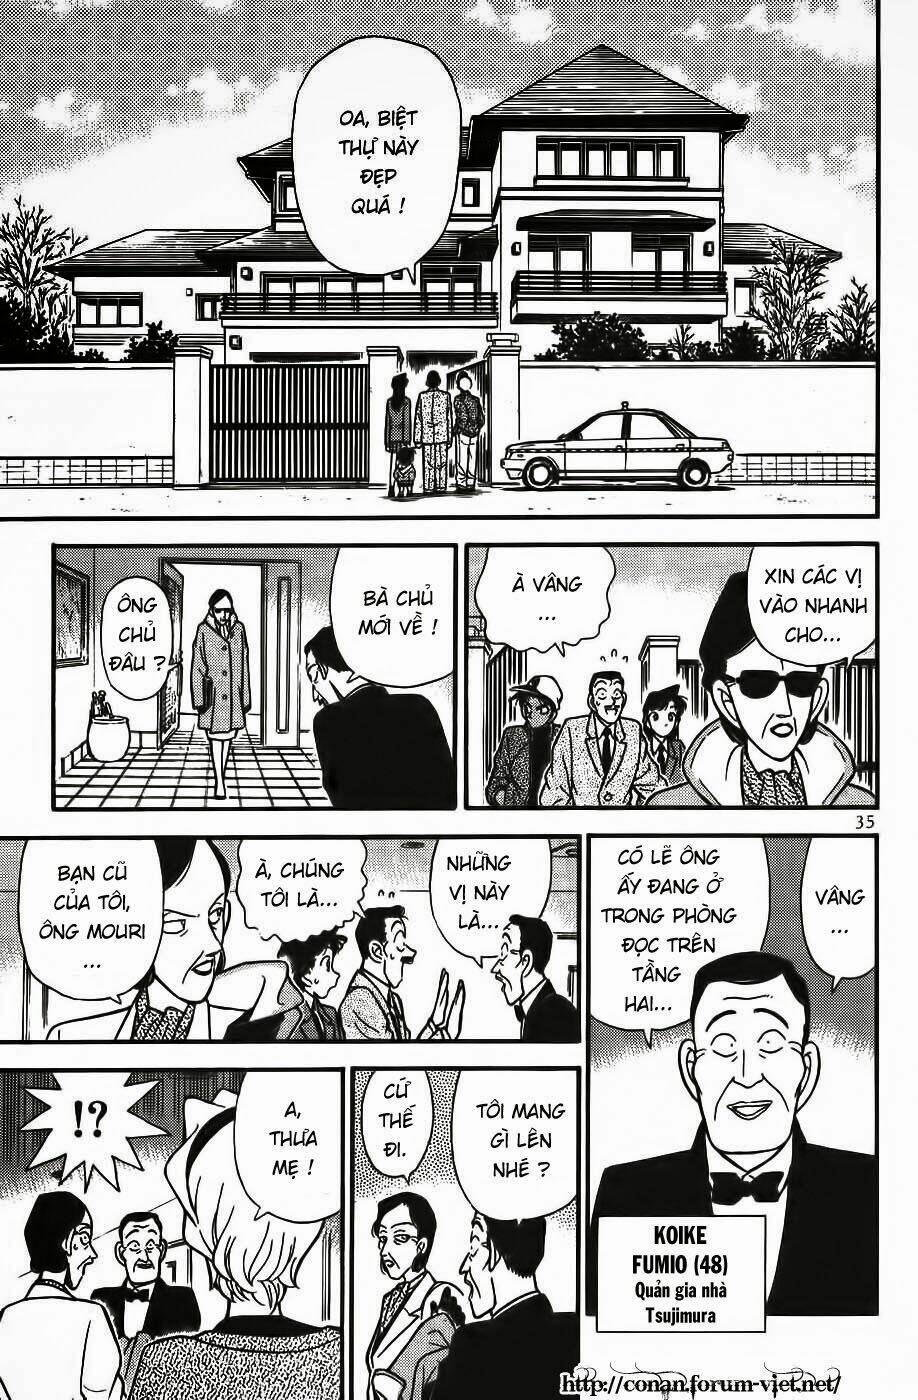 OA, BIỆT
THỰ NÀY
ĐẸP
QUÁ !
XIN CÁC VỊ
VÀO NHANH
CHO...
À VÂNG
...
BÀ CHỦ
MỚI VỀ !
ÔNG
CHỦ
ĐÂU ?
35
VÂNG
...
CÓ LẼ ÔNG
ẤY ĐANG Ở
TRONG PHÒNG
ĐỌC TRÊN
TẦNG
HAI...
KOIKE
FUMIO (48)
Quản gia nhà
Tsujimura
NHỮNG
VỊ NÀY
LÀ...
À, CHÚNG
TÔI LÀ...
BẠN CŨ
CỦA TÔI,
ÔNG MOURI
...
TÔI MANG
GÌ LÊN
NHÉ ?
CỨ
THẾ
ĐI.
A,
THƯA
MẸ !
!?
http://conan.forum-viet.net/